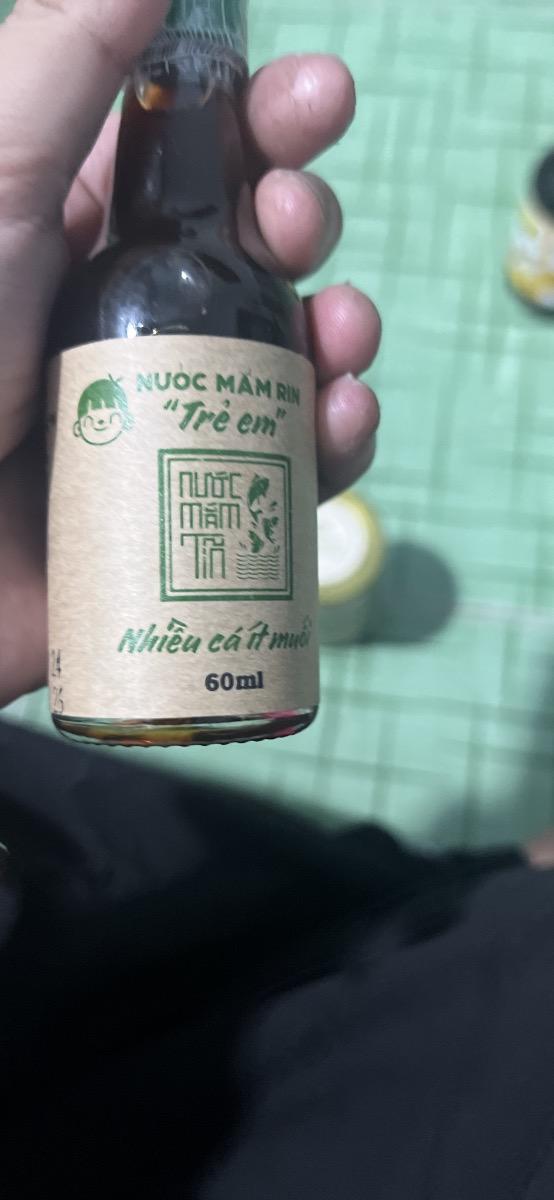 NƯỚC MẮM RIN
"Trẻ em"
NƯỚC
MẮM
TĨN
Nhiều cá ít muối
60ml